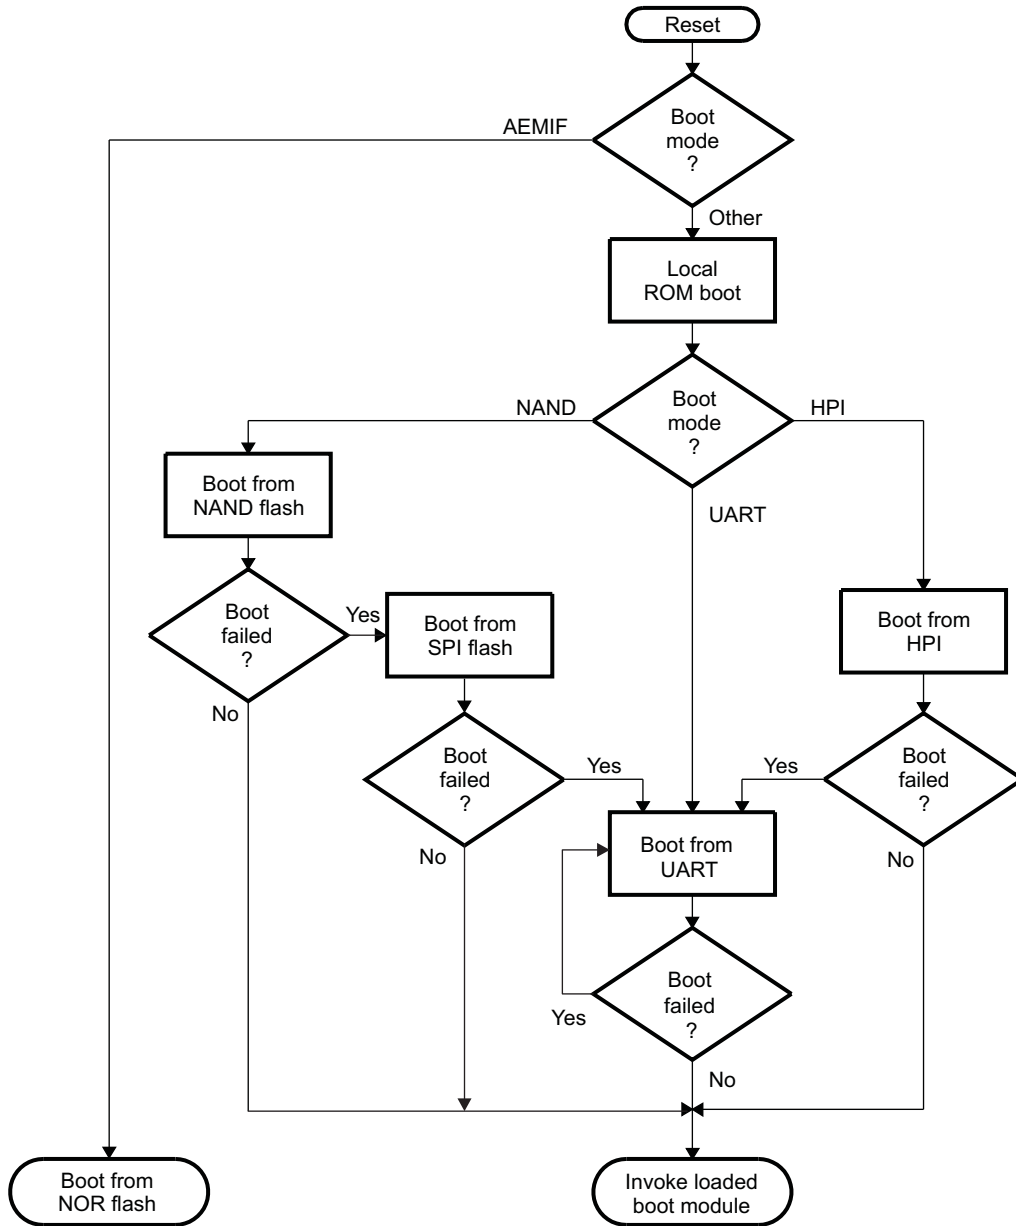 Reset
Boot
mode
?
AEMIF
Other
Local
ROM boot
Boot
mode
?
NAND
HPI
UART
Boot from
NAND flash
Boot
failed
?
Yes
No
Boot from
SPI flash
Boot from
HPI
Boot
failed
?
Yes
No
Boot
failed
?
Yes
No
Boot from
UART
Boot
failed
?
Yes
No
Boot from
NOR flash
Invoke loaded
boot module